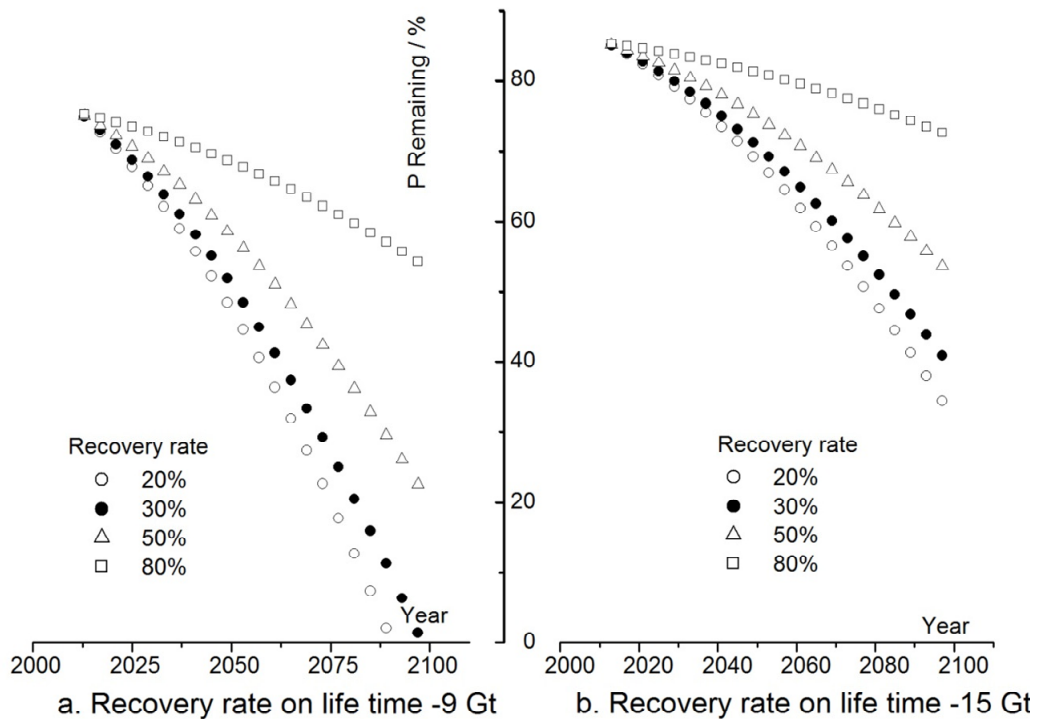 P Remaining / %
80
60
40
20
0
Recovery rate
20%
30%
50%
80%
Year
2000 2025 2050 2075 2100
a. Recovery rate on life time -9 Gt
Recovery rate
20%
30%
50%
80%
Year
2000 2020 2040 2060 2080 2100
b. Recovery rate on life time -15 Gt